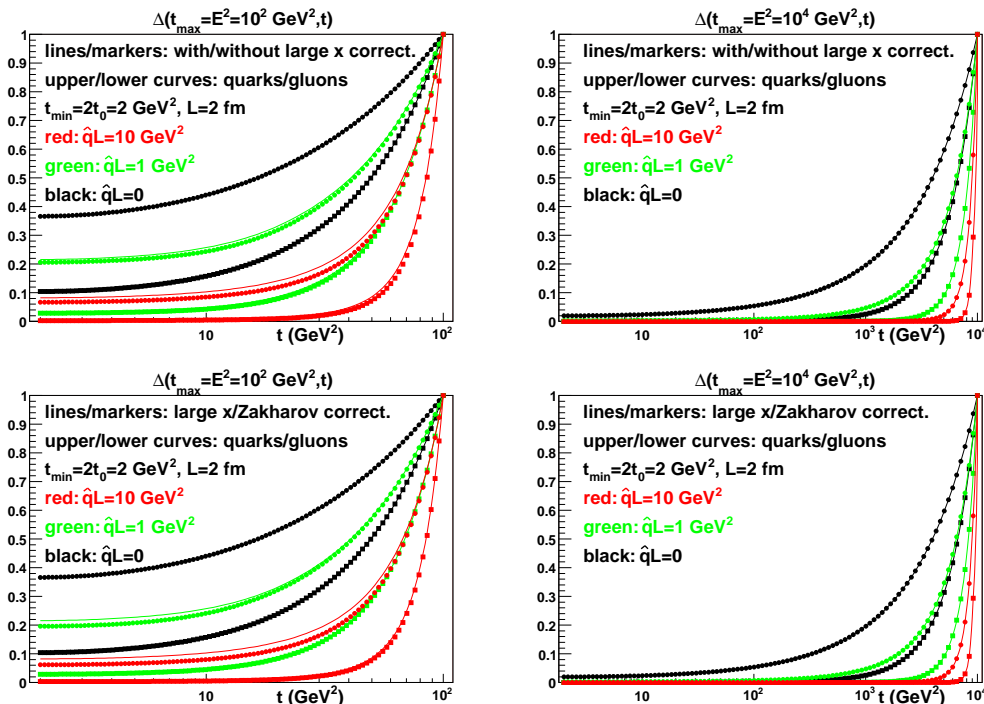 Δ(t_max=E²=10² GeV²,t)
lines/markers: with/without large x correct.
upper/lower curves: quarks/gluons
t_min=2t_0=2 GeV², L=2 fm
red: q̂L=10 GeV²
green: q̂L=1 GeV²
black: q̂L=0
1
0.9
0.8
0.7
0.6
0.5
0.4
0.3
0.2
0.1
0
10
10²
t (GeV²)
Δ(t_max=E²=10⁴ GeV²,t)
lines/markers: with/without large x correct.
upper/lower curves: quarks/gluons
t_min=2t_0=2 GeV², L=2 fm
red: q̂L=10 GeV²
green: q̂L=1 GeV²
black: q̂L=0
1
0.9
0.8
0.7
0.6
0.5
0.4
0.3
0.2
0.1
0
10
10²
10³
10⁴
t (GeV²)
Δ(t_max=E²=10² GeV²,t)
lines/markers: large x/Zakharov correct.
upper/lower curves: quarks/gluons
t_min=2t_0=2 GeV², L=2 fm
red: q̂L=10 GeV²
green: q̂L=1 GeV²
black: q̂L=0
1
0.9
0.8
0.7
0.6
0.5
0.4
0.3
0.2
0.1
0
10
10²
t (GeV²)
Δ(t_max=E²=10⁴ GeV²,t)
lines/markers: large x/Zakharov correct.
upper/lower curves: quarks/gluons
t_min=2t_0=2 GeV², L=2 fm
red: q̂L=10 GeV²
green: q̂L=1 GeV²
black: q̂L=0
1
0.9
0.8
0.7
0.6
0.5
0.4
0.3
0.2
0.1
0
10
10²
10³
10⁴
t (GeV²)